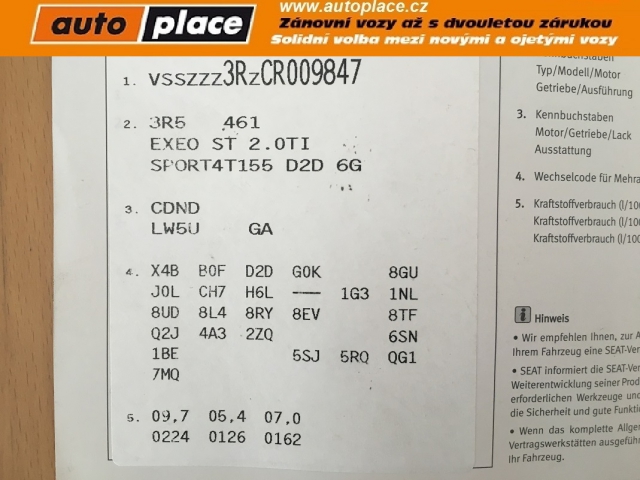 www.autoplace.cz
auto place
Zánovní vozy až s dvouletou zárukou
Solidní volba mezi novými a ojetými vozy
1. VSSZZZ3RZCR009847
2. 3R5 461
EXEO ST 2.0TI
SPORT4T155 D2D 6G
3. CDND
LW5U GA
4. X4B B0F D2D G0K 8GU
J0L CH7 H6L --- 1G3 1NL
8UD 8L4 8RY 8EV 8TF
Q2J 4A3 2ZQ 6SN
1BE 5SJ 5RQ QG1
7MQ
5. 09,7 05,4 07,0
0224 0126 0162
Typ/Modell/Motor
Getriebe/Ausführung
3. Kennbuchstaben
Motor/Getriebe/Lack
Ausstattung
4. Wechselcode für Mehra
5. Kraftstoffverbrauch (l/100
Kraftstoffverbrauch (l/100
Kraftstoffverbrauch (l/100
i Hinweis
• Wir empfehlen Ihnen, zur A
Ihrem Fahrzeug eine SEAT-Ver
• SEAT informiert die SEAT-Ver
Weiterentwicklung seiner Prod
erforderlichen Werkzeuge und
die Sicherheit und gute Funkti
• Wenn das komplette Allge
Vertragswerkstätten ausgeführ
Ihr Fahrzeug.